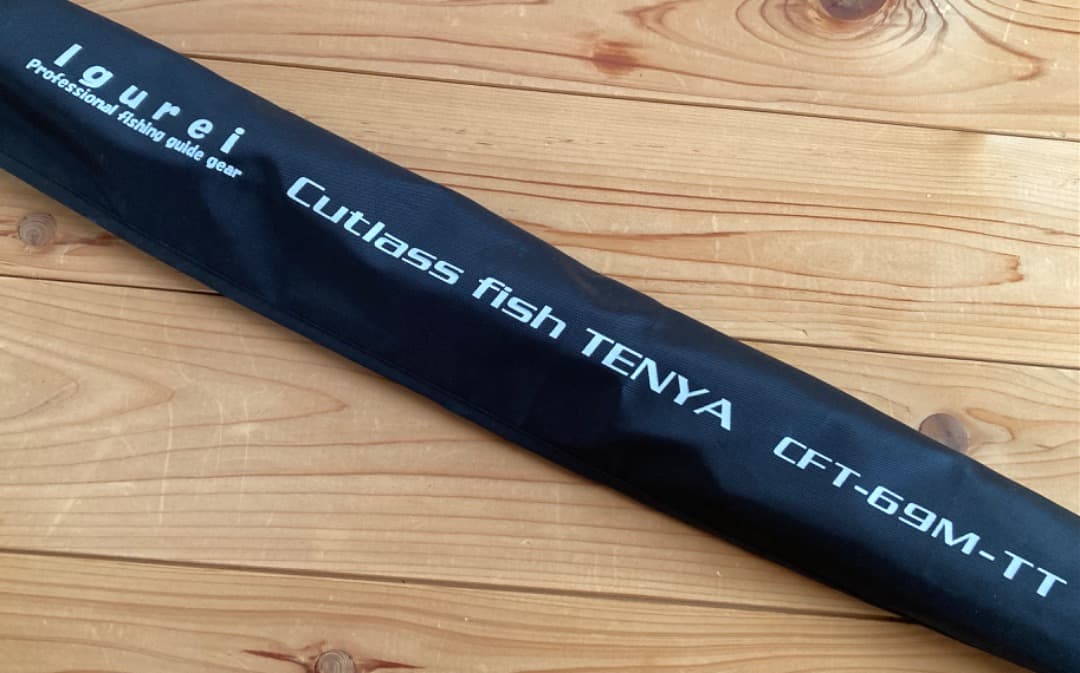 Igurei
Professional fishing guide gear
Cutlass fish TENYA CFT-69M-TT